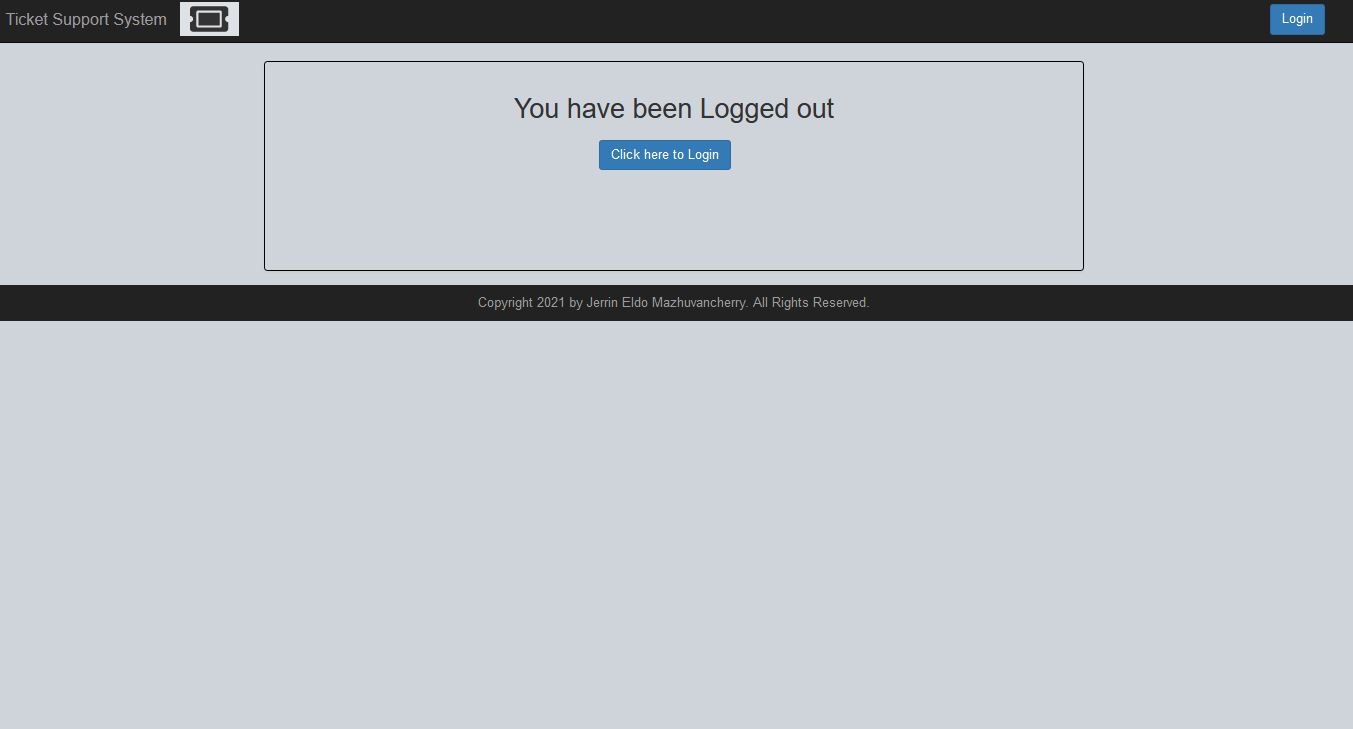 Ticket Support System
Login
You have been Logged out
Click here to Login
Copyright 2021 by Jerrin Eldo Mazhuvancherry. All Rights Reserved.